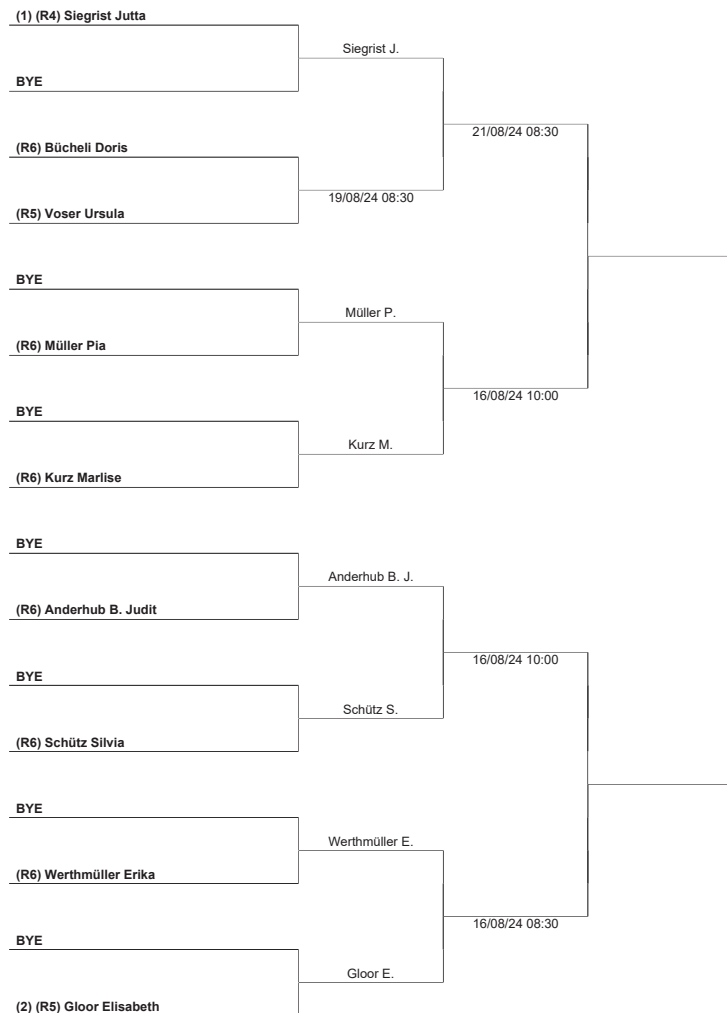 (1) (R4) Siegrist Jutta
Siegrist J.
BYE
21/08/24 08:30
(R6) Bücheli Doris
19/08/24 08:30
(R5) Voser Ursula
BYE
Müller P.
(R6) Müller Pia
16/08/24 10:00
BYE
Kurz M.
(R6) Kurz Marlise
BYE
Anderhub B. J.
(R6) Anderhub B. Judit
16/08/24 10:00
BYE
Schütz S.
(R6) Schütz Silvia
BYE
Werthmüller E.
(R6) Werthmüller Erika
16/08/24 08:30
BYE
Gloor E.
(2) (R5) Gloor Elisabeth